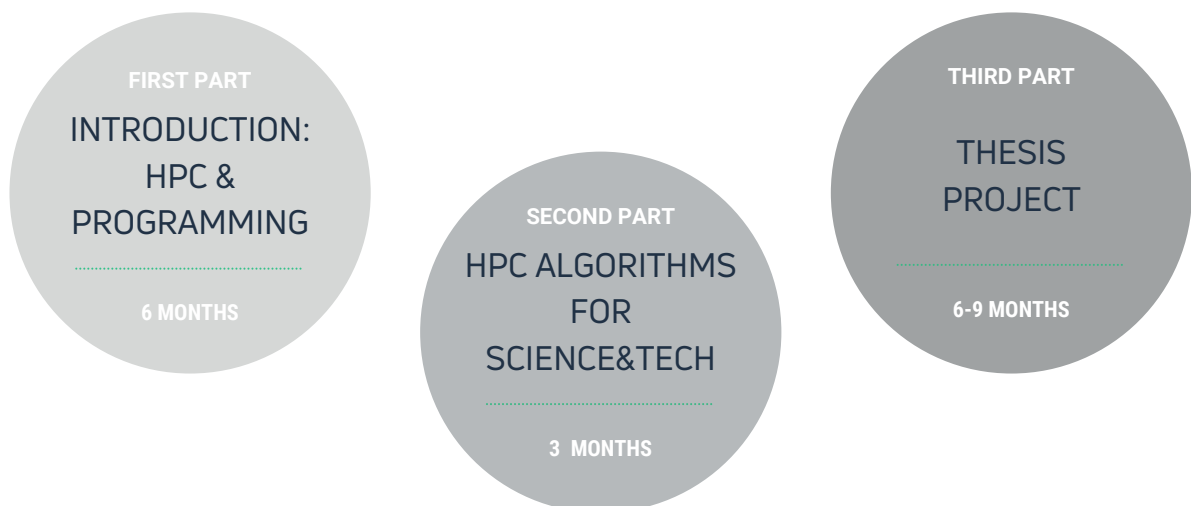 FIRST PART
INTRODUCTION:
HPC &
PROGRAMMING
6 MONTHS
SECOND PART
HPC ALGORITHMS
FOR
SCIENCE&TECH
3 MONTHS
THIRD PART
THESIS
PROJECT
6-9 MONTHS